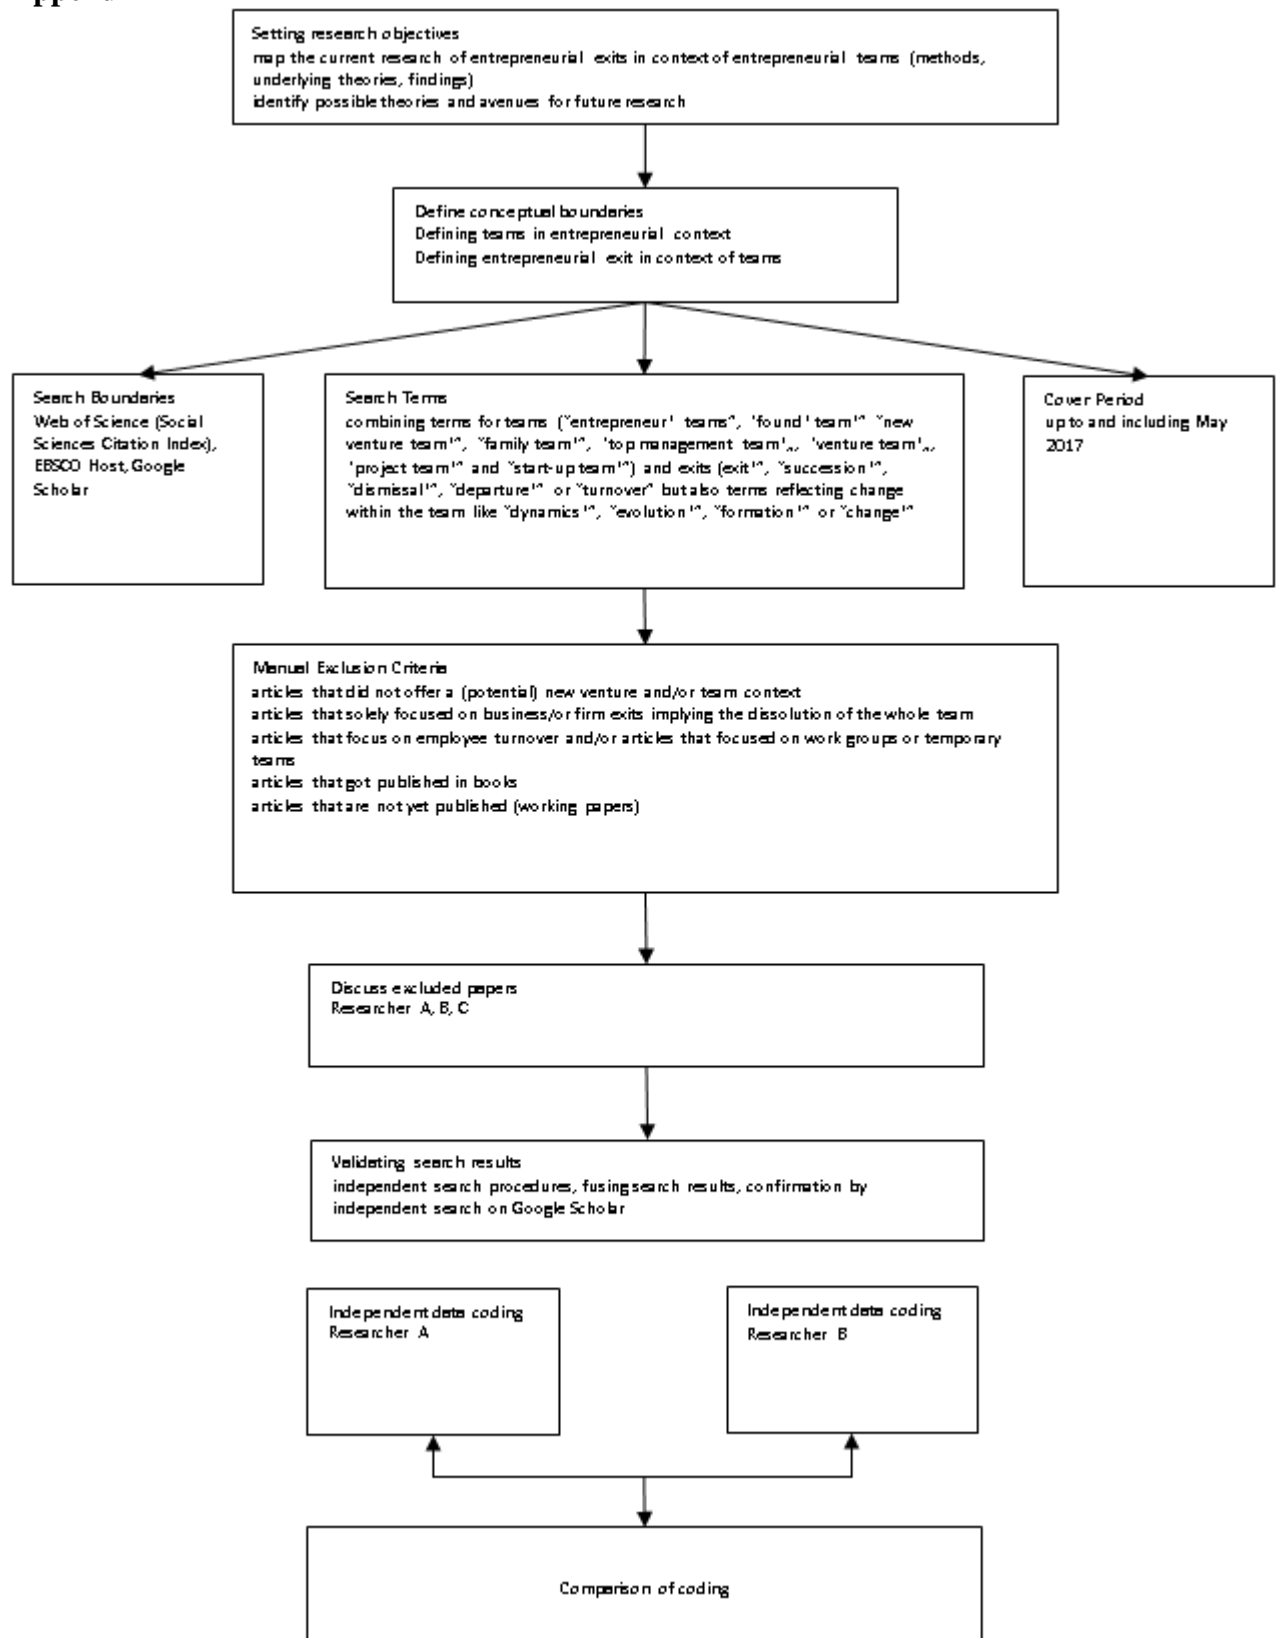 Setting research objectives
map the current research of entrepreneurial exits in context of entrepreneurial teams (methods,
underlying theories, findings)
identify possible theories and avenues for future research
Define conceptual boundaries
Defining teams in entrepreneurial context
Defining entrepreneurial exit in context of teams
Search Boundaries
Web of Science (Social
Sciences Citation Index),
EBSCO Host, Google
Scholar
Search Terms
combining terms for teams ("entrepreneur* teams", "found* team*" "new
venture team*", "family team*", "top management team*„, "venture team*„,
"project team*" and "start-up team*") and exits (exit*, "succession*",
"dismissal*", "departure*" or "turnover" but also terms reflecting change
within the team like "dynamics*", "evolution*", "formation*" or "change*"
Cover Period
up to and including May
2017
Manual Exclusion Criteria
articles that did not offer a (potential) new venture and/or team context
articles that solely focused on business/or firm exits implying the dissolution of the whole team
articles that focus on employee turnover and/or articles that focused on work groups or temporary
teams
articles that got published in books
articles that are not yet published (working papers)
Discuss excluded papers
Researcher A, B, C
Validating search results
independent search procedures, fusing search results, confirmation by
independent search on Google Scholar
Independent data coding
Researcher A
Independent data coding
Researcher B
Comparison of coding